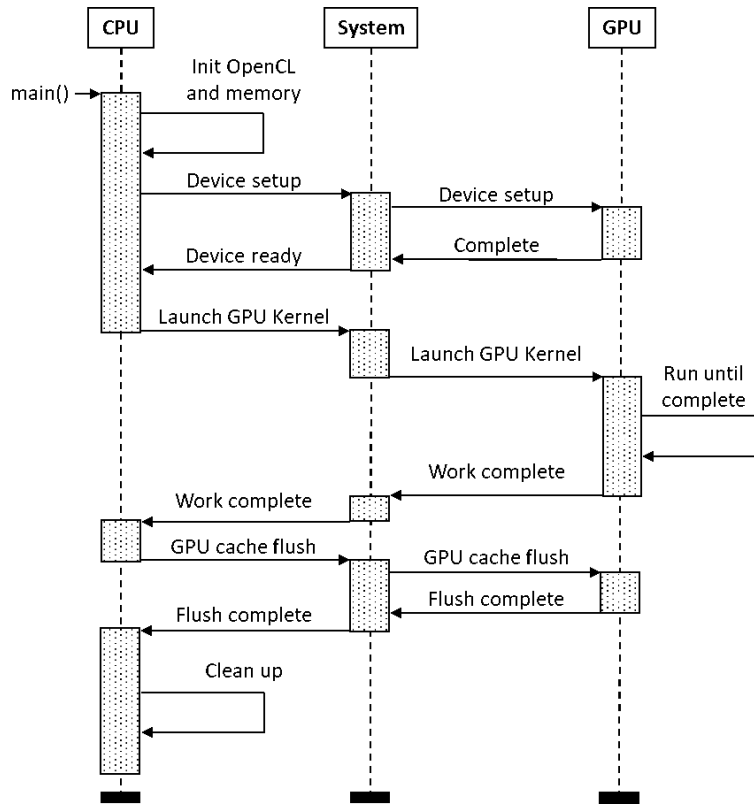 CPU
System
GPU
Init OpenCL
and memory
main()
Device setup
Device setup
Complete
Device ready
Launch GPU Kernel
Launch GPU Kernel
Run until
complete
Work complete
Work complete
GPU cache flush
GPU cache flush
Flush complete
Flush complete
Clean up